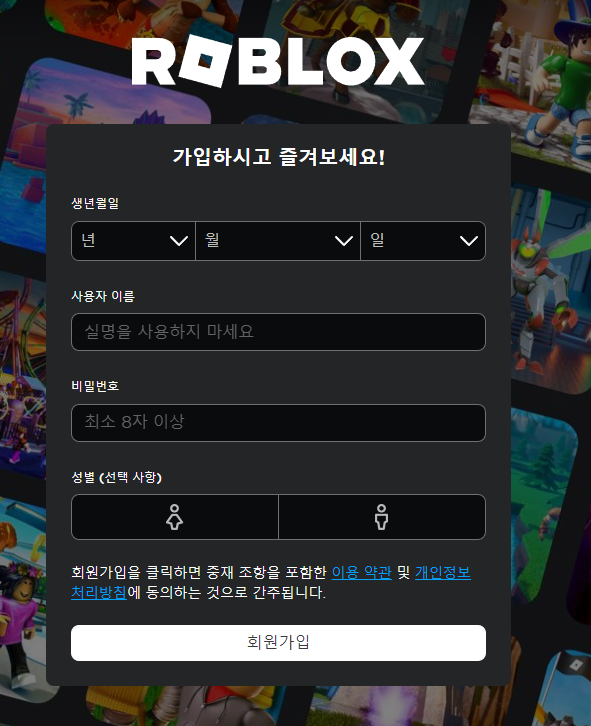 ROBLOX
가입하시고 즐겨보세요!
생년월일
년 월 일
사용자 이름
실명을 사용하지 마세요
비밀번호
최소 8자 이상
성별 (선택 사항)
회원가입을 클릭하면 중재 조항을 포함한 이용 약관 및 개인정보
처리방침에 동의하는 것으로 간주됩니다.
회원가입